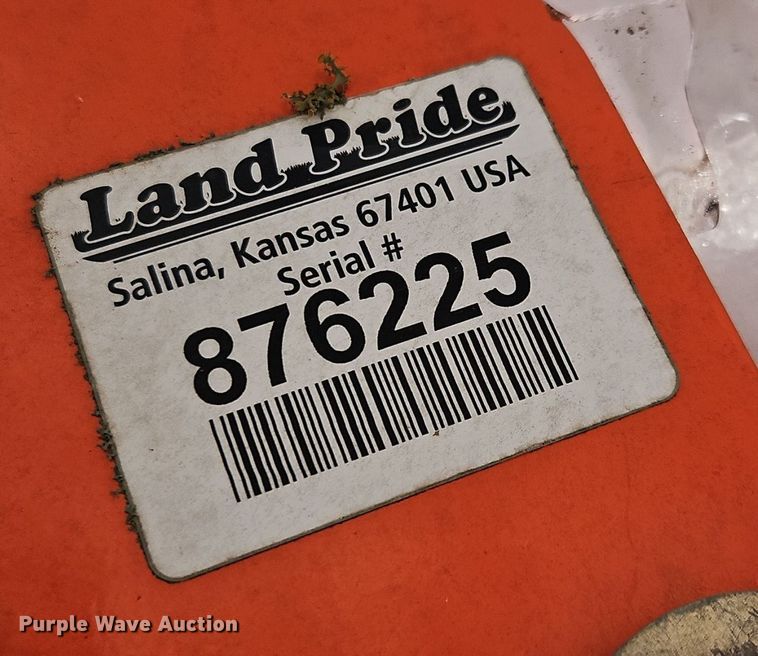 Land Pride
Salina, Kansas 67401 USA
Serial #
876225
Purple Wave Auction